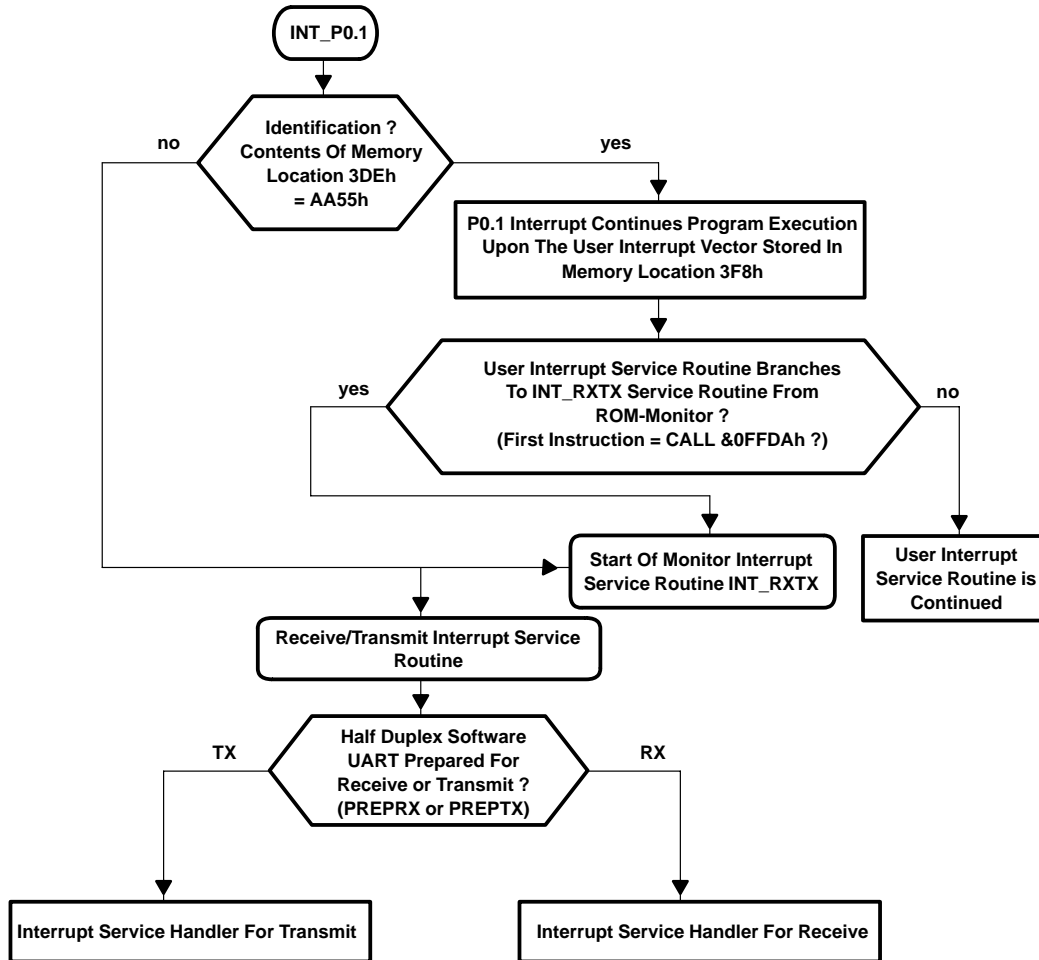 INT_P0.1
Identification ?
Contents Of Memory
Location 3DEh
= AA55h
no
yes
P0.1 Interrupt Continues Program Execution
Upon The User Interrupt Vector Stored In
Memory Location 3F8h
User Interrupt Service Routine Branches
To INT_RXTX Service Routine From
ROM-Monitor ?
(First Instruction = CALL &0FFDAh ?)
yes
no
Start Of Monitor Interrupt
Service Routine INT_RXTX
User Interrupt
Service Routine is
Continued
Receive/Transmit Interrupt Service
Routine
Half Duplex Software
UART Prepared For
Receive or Transmit ?
(PREPRX or PREPTX)
TX
RX
Interrupt Service Handler For Transmit
Interrupt Service Handler For Receive